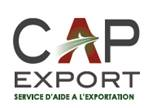 CAP
EXPORT
SERVICE D'AIDE A L'EXPORTATION